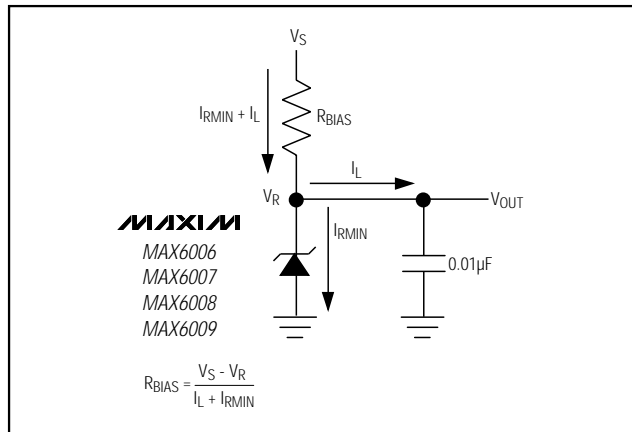 VS
IRMIN + IL
RBIAS
IL
VR
VOUT
IRMIN
MAXIM
MAX6006
MAX6007
MAX6008
MAX6009
0.01µF
RBIAS = VS - VR
IL + IRMIN